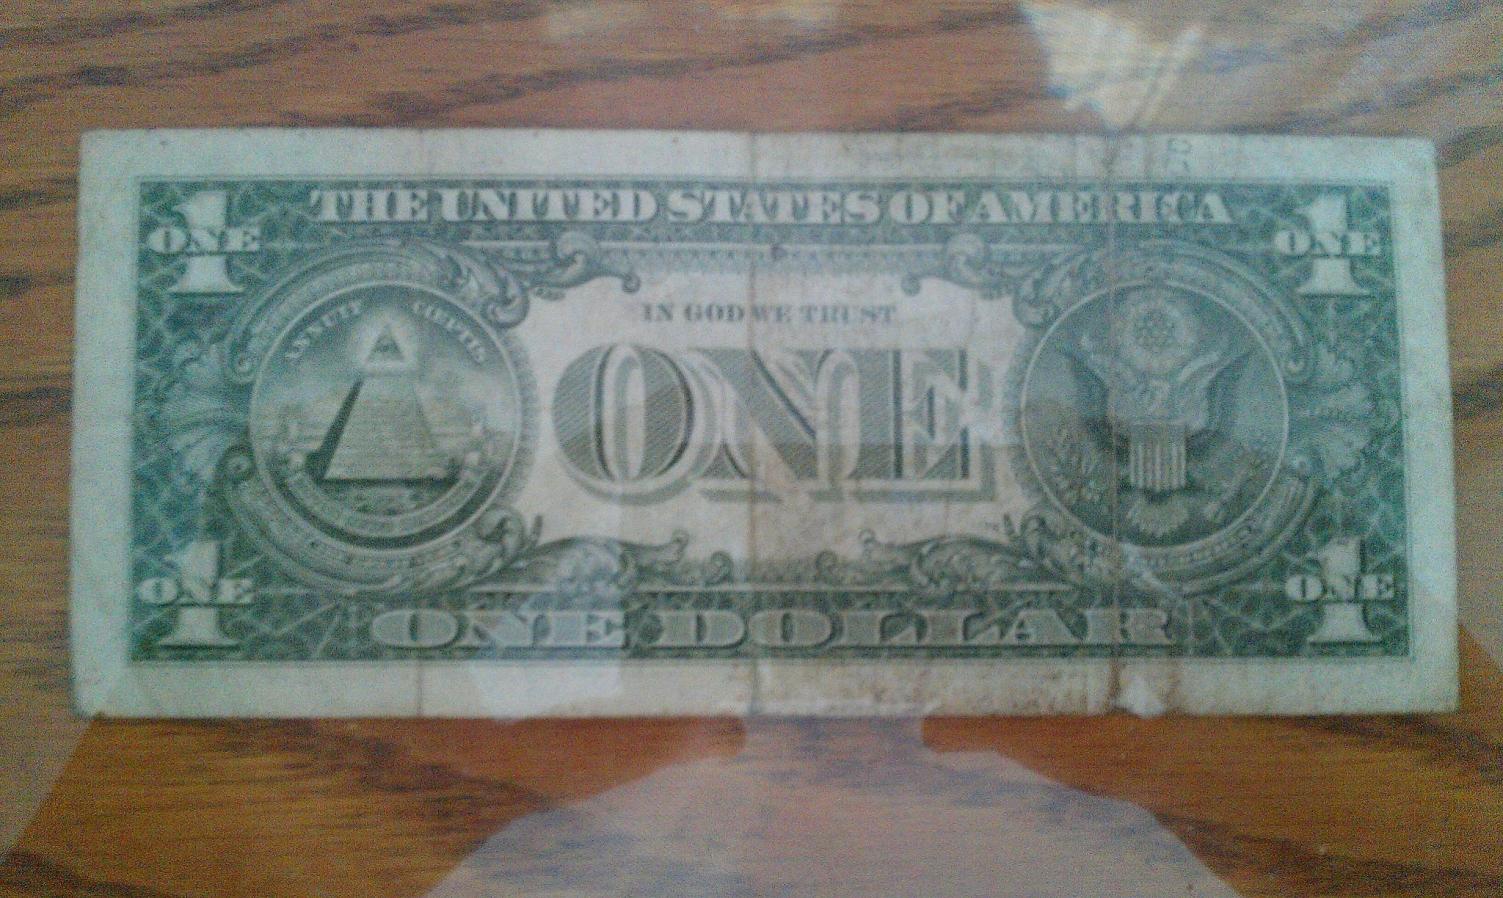 THE UNITED STATES OF AMERICA
1
ONE
1
ONE
ANNUIT CŒPTIS
IN GOD WE TRUST
ONE
1
ONE
1
ONE
ONE DOLLAR